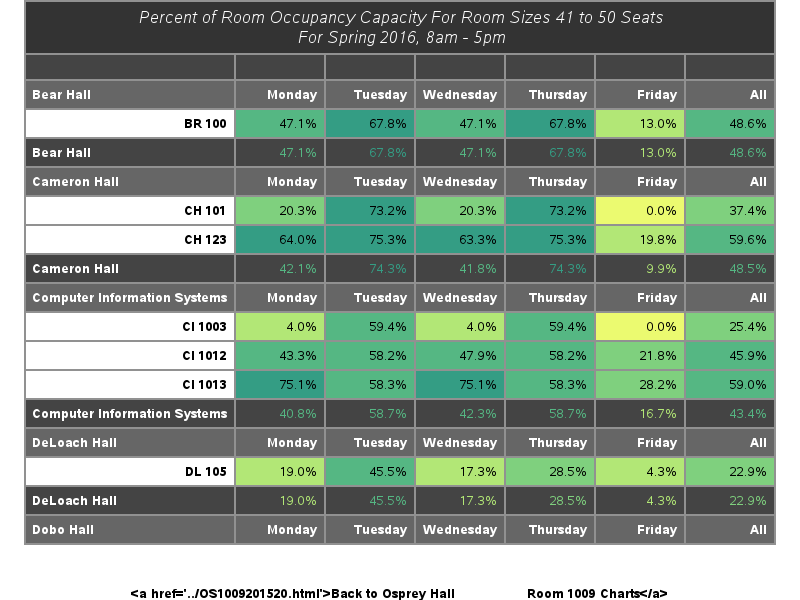 Percent of Room Occupancy Capacity For Room Sizes 41 to 50 Seats
For Spring 2016, 8am - 5pm
Bear Hall Monday Tuesday Wednesday Thursday Friday All
BR 100 47.1% 67.8% 47.1% 67.8% 13.0% 48.6%
Bear Hall 47.1% 67.8% 47.1% 67.8% 13.0% 48.6%
Cameron Hall Monday Tuesday Wednesday Thursday Friday All
CH 101 20.3% 73.2% 20.3% 73.2% 0.0% 37.4%
CH 123 64.0% 75.3% 63.3% 75.3% 19.8% 59.6%
Cameron Hall 42.1% 74.3% 41.8% 74.3% 9.9% 48.5%
Computer Information Systems Monday Tuesday Wednesday Thursday Friday All
CI 1003 4.0% 59.4% 4.0% 59.4% 0.0% 25.4%
CI 1012 43.3% 58.2% 47.9% 58.2% 21.8% 45.9%
CI 1013 75.1% 58.3% 75.1% 58.3% 28.2% 59.0%
Computer Information Systems 40.8% 58.7% 42.3% 58.7% 16.7% 43.4%
DeLoach Hall Monday Tuesday Wednesday Thursday Friday All
DL 105 19.0% 45.5% 17.3% 28.5% 4.3% 22.9%
DeLoach Hall 19.0% 45.5% 17.3% 28.5% 4.3% 22.9%
Dobo Hall Monday Tuesday Wednesday Thursday Friday All
<a href='../OS1009201520.html'>Back to Osprey Hall Room 1009 Charts</a>